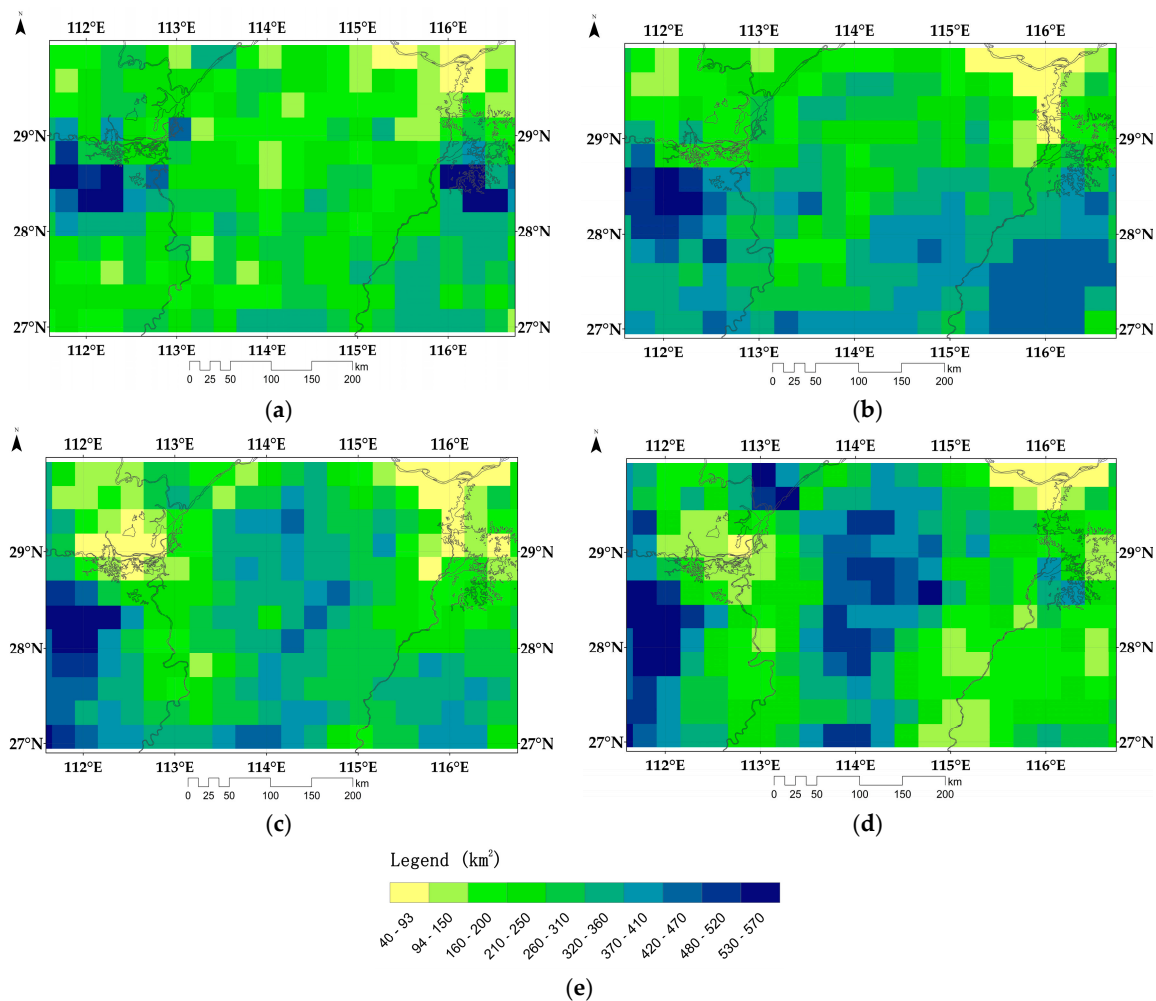 N N
112°E 113°E 114°E 115°E 116°E 112°E 113°E 114°E 115°E 116°E
29°N 29°N 29°N 29°N
28°N 28°N 28°N 28°N
27°N 27°N 27°N 27°N
112°E 113°E 114°E 115°E 116°E 112°E 113°E 114°E 115°E 116°E
km km
0 25 50 100 150 200 0 25 50 100 150 200
(a) (b)
N N
112°E 113°E 114°E 115°E 116°E 112°E 113°E 114°E 115°E 116°E
29°N 29°N 29°N 29°N
28°N 28°N 28°N 28°N
27°N 27°N 27°N 27°N
112°E 113°E 114°E 115°E 116°E 112°E 113°E 114°E 115°E 116°E
km km
0 25 50 100 150 200 0 25 50 100 150 200
(c) (d)
Legend (km²)
40 - 93 94 - 150 160 - 200 210 - 250 260 - 310 320 - 360 370 - 410 420 - 470 480 - 520 530 - 570
(e)